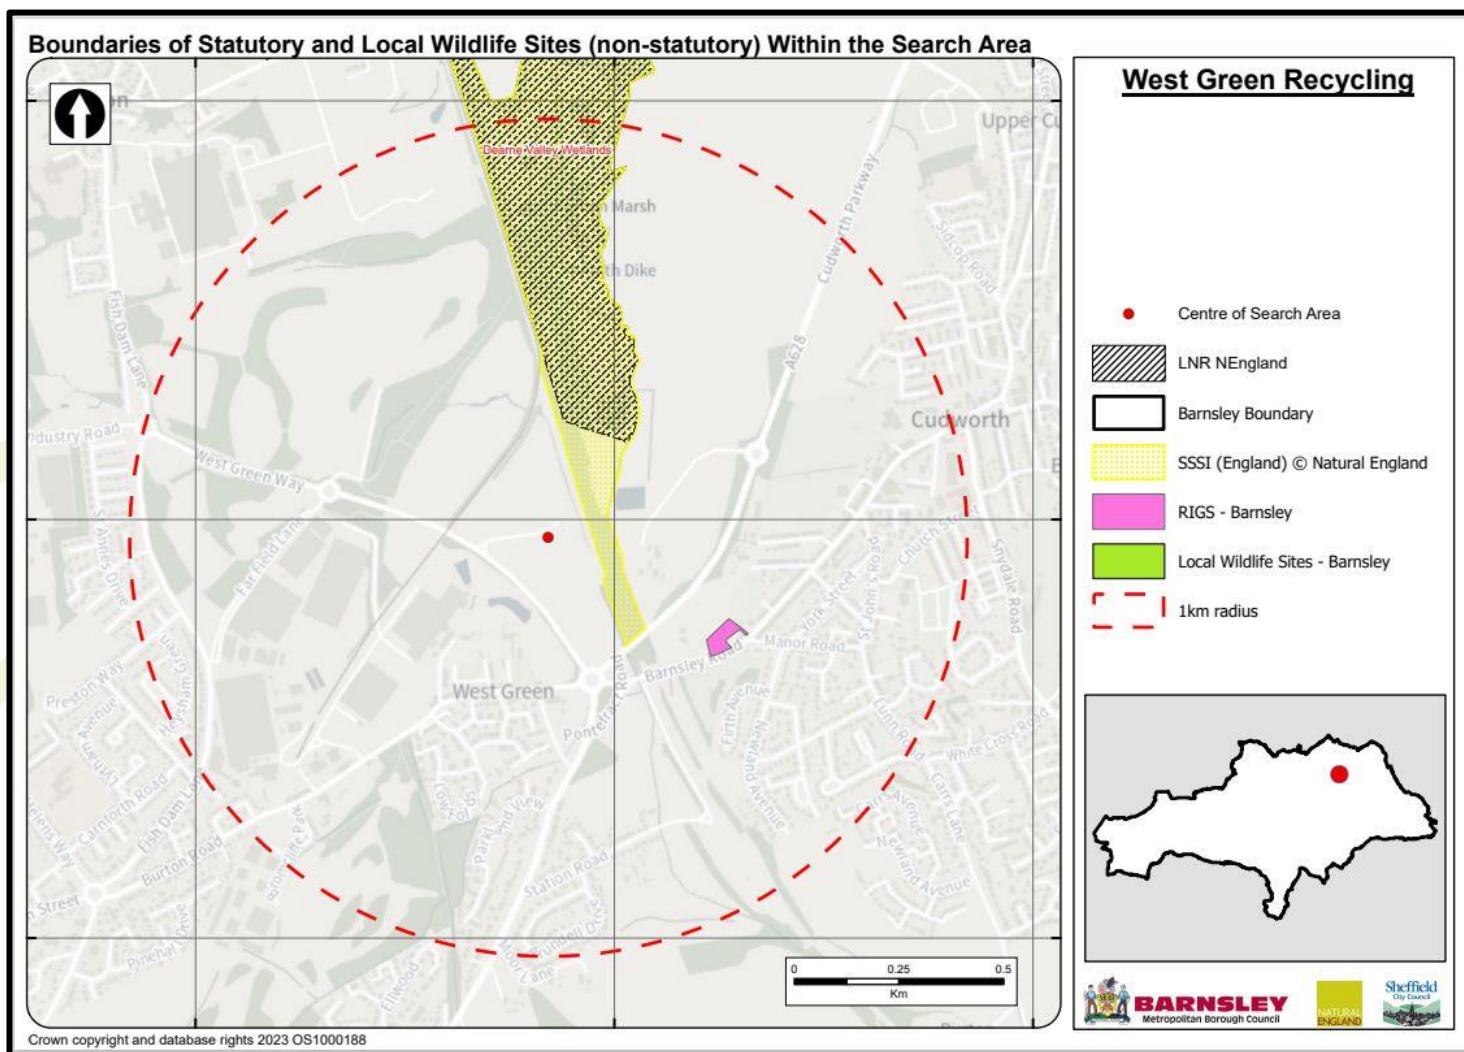 Boundaries of Statutory and Local Wildlife Sites (non-statutory) Within the Search Area
West Green Recycling
Upper
Dearne Valley Wetlands
Marsh
Dike
Cudworth Parkway
Sidcop Road
A628
Fish Dam Lane
Cudworth
Industry Road
West Green Way
St Annes Drive
Far Field Lane
Church Street
Snydale Road
York Street
St John's Road
Manor Road
Barnsley Road
West Green
Pontefract Road
Preston Way
Firth Avenue
Newland Avenue
Lunn Road
White Cross Road
Carrs Lane
Carrs Avenue
Newland Avenue
Carnforth Road
Fish Dam Lane
Burton Road
Station Road
Street
Moor Lane
Ellwood
Centre of Search Area
LNR NEngland
Barnsley Boundary
SSSI (England) © Natural England
RIGS - Barnsley
Local Wildlife Sites - Barnsley
1km radius
0 0.25 0.5
Km
BARNSLEY
Metropolitan Borough Council
NATURAL
ENGLAND
Sheffield
City Council
Crown copyright and database rights 2023 OS1000188